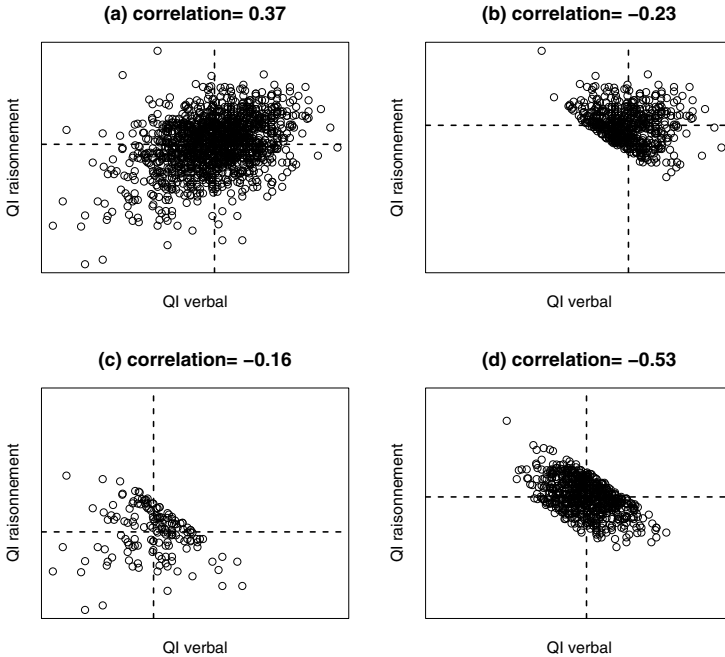 (a) correlation= 0.37
QI raisonnement
QI verbal
(b) correlation= −0.23
QI raisonnement
QI verbal
(c) correlation= −0.16
QI raisonnement
QI verbal
(d) correlation= −0.53
QI raisonnement
QI verbal